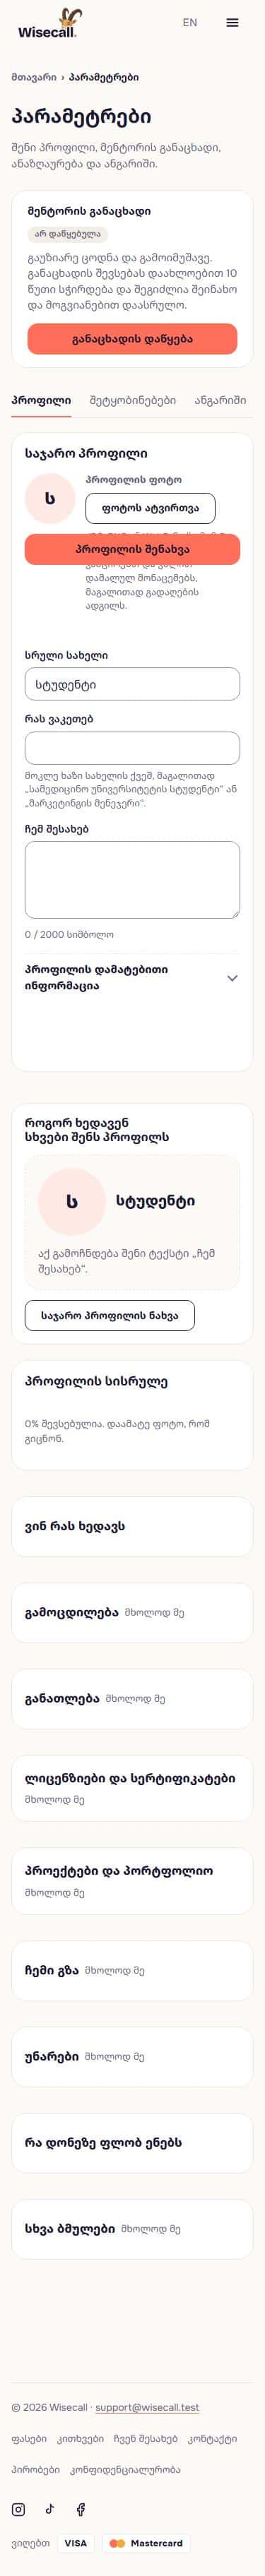 Wisecall.
EN
მთავარი › პარამეტრები
პარამეტრები
შენი პროფილი, მენტორის განაცხადი,
ანაზღაურება და ანგარიში.
მენტორის განაცხადი
არ დაწყებულა
გაუზიარე ცოდნა და გამოიმუშავე.
განაცხადის შევსებას დაახლოებით 10
წუთი სჭირდება და შეგიძლია შეინახო
და მოგვიანებით დაასრულო.
განაცხადის დაწყება
პროფილი შეტყობინებები ანგარიში
საჯარო პროფილი
ს
პროფილის ფოტო
ფოტოს ატვირთვა
პროფილის შენახვა
დამალულ მონაცემებს,
მაგალითად გადაღების
ადგილს.
სრული სახელი
სტუდენტი
რას ვაკეთებ
მოკლე ხაზი სახელის ქვეშ, მაგალითად
„სამედიცინო უნივერსიტეტის სტუდენტი“ ან
„მარკეტინგის მენეჯერი“.
ჩემ შესახებ
0 / 2000 სიმბოლო
პროფილის დამატებითი
ინფორმაცია
როგორ ხედავენ
სხვები შენს პროფილს
ს
სტუდენტი
აქ გამოჩნდება შენი ტექსტი „ჩემ
შესახებ“.
საჯარო პროფილის ნახვა
პროფილის სისრულე
0% შევსებულია. დაამატე ფოტო, რომ
გიცნონ.
ვინ რას ხედავს
გამოცდილება მხოლოდ მე
განათლება მხოლოდ მე
ლიცენზიები და სერტიფიკატები
მხოლოდ მე
პროექტები და პორტფოლიო
მხოლოდ მე
ჩემი გზა მხოლოდ მე
უნარები მხოლოდ მე
რა დონეზე ფლობ ენებს
სხვა ბმულები მხოლოდ მე
© 2026 Wisecall · support@wisecall.test
ფასები კითხვები ჩვენ შესახებ კონტაქტი
პირობები კონფიდენციალურობა
ვიღებთ VISA Mastercard